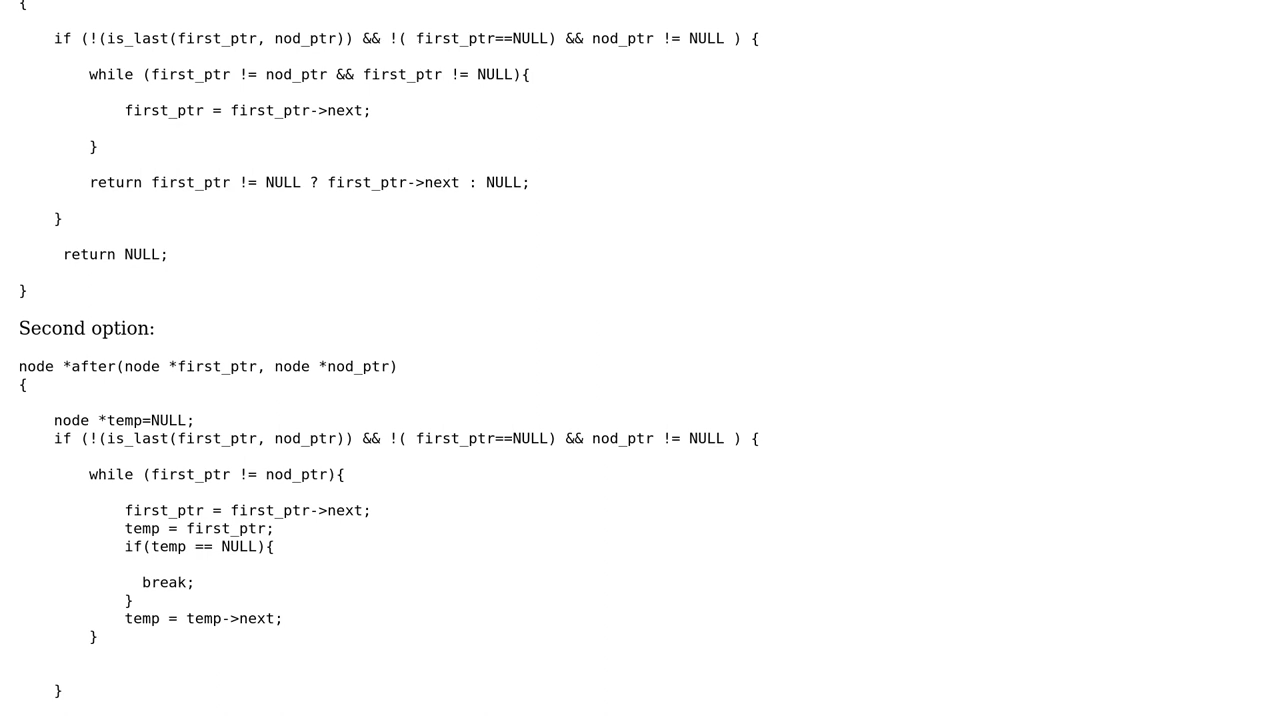 {
if (!(is_last(first_ptr, nod_ptr)) && !( first_ptr==NULL) && nod_ptr != NULL ) {
while (first_ptr != nod_ptr && first_ptr != NULL){
first_ptr = first_ptr->next;
}
return first_ptr != NULL ? first_ptr->next : NULL;
}
return NULL;
}
Second option:
node *after(node *first_ptr, node *nod_ptr)
{
node *temp=NULL;
if (!(is_last(first_ptr, nod_ptr)) && !( first_ptr==NULL) && nod_ptr != NULL ) {
while (first_ptr != nod_ptr){
first_ptr = first_ptr->next;
temp = first_ptr;
if(temp == NULL){
break;
}
temp = temp->next;
}
}